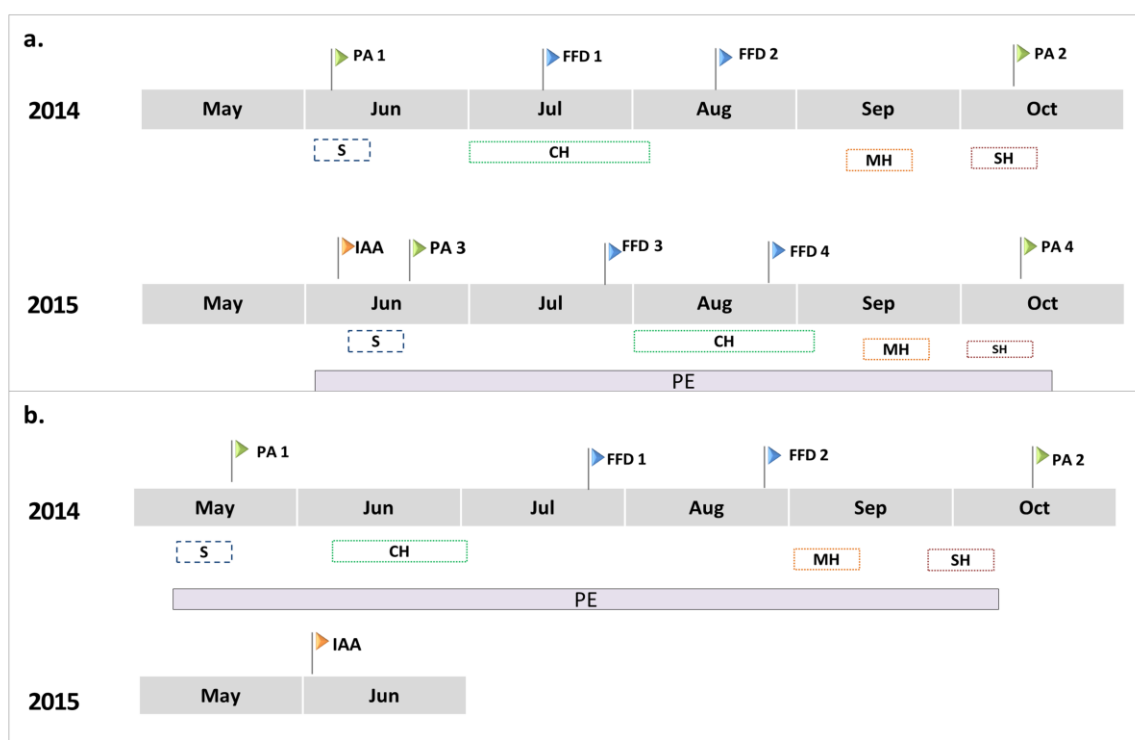 a.
PA 1 FFD 1 FFD 2 PA 2
2014 May Jun Jul Aug Sep Oct
S CH MH SH
IAA PA 3 FFD 3 FFD 4 PA 4
2015 May Jun Jul Aug Sep Oct
S CH MH SH
PE
b.
PA 1 FFD 1 FFD 2 PA 2
2014 May Jun Jul Aug Sep Oct
S CH MH SH
PE
IAA
2015 May Jun